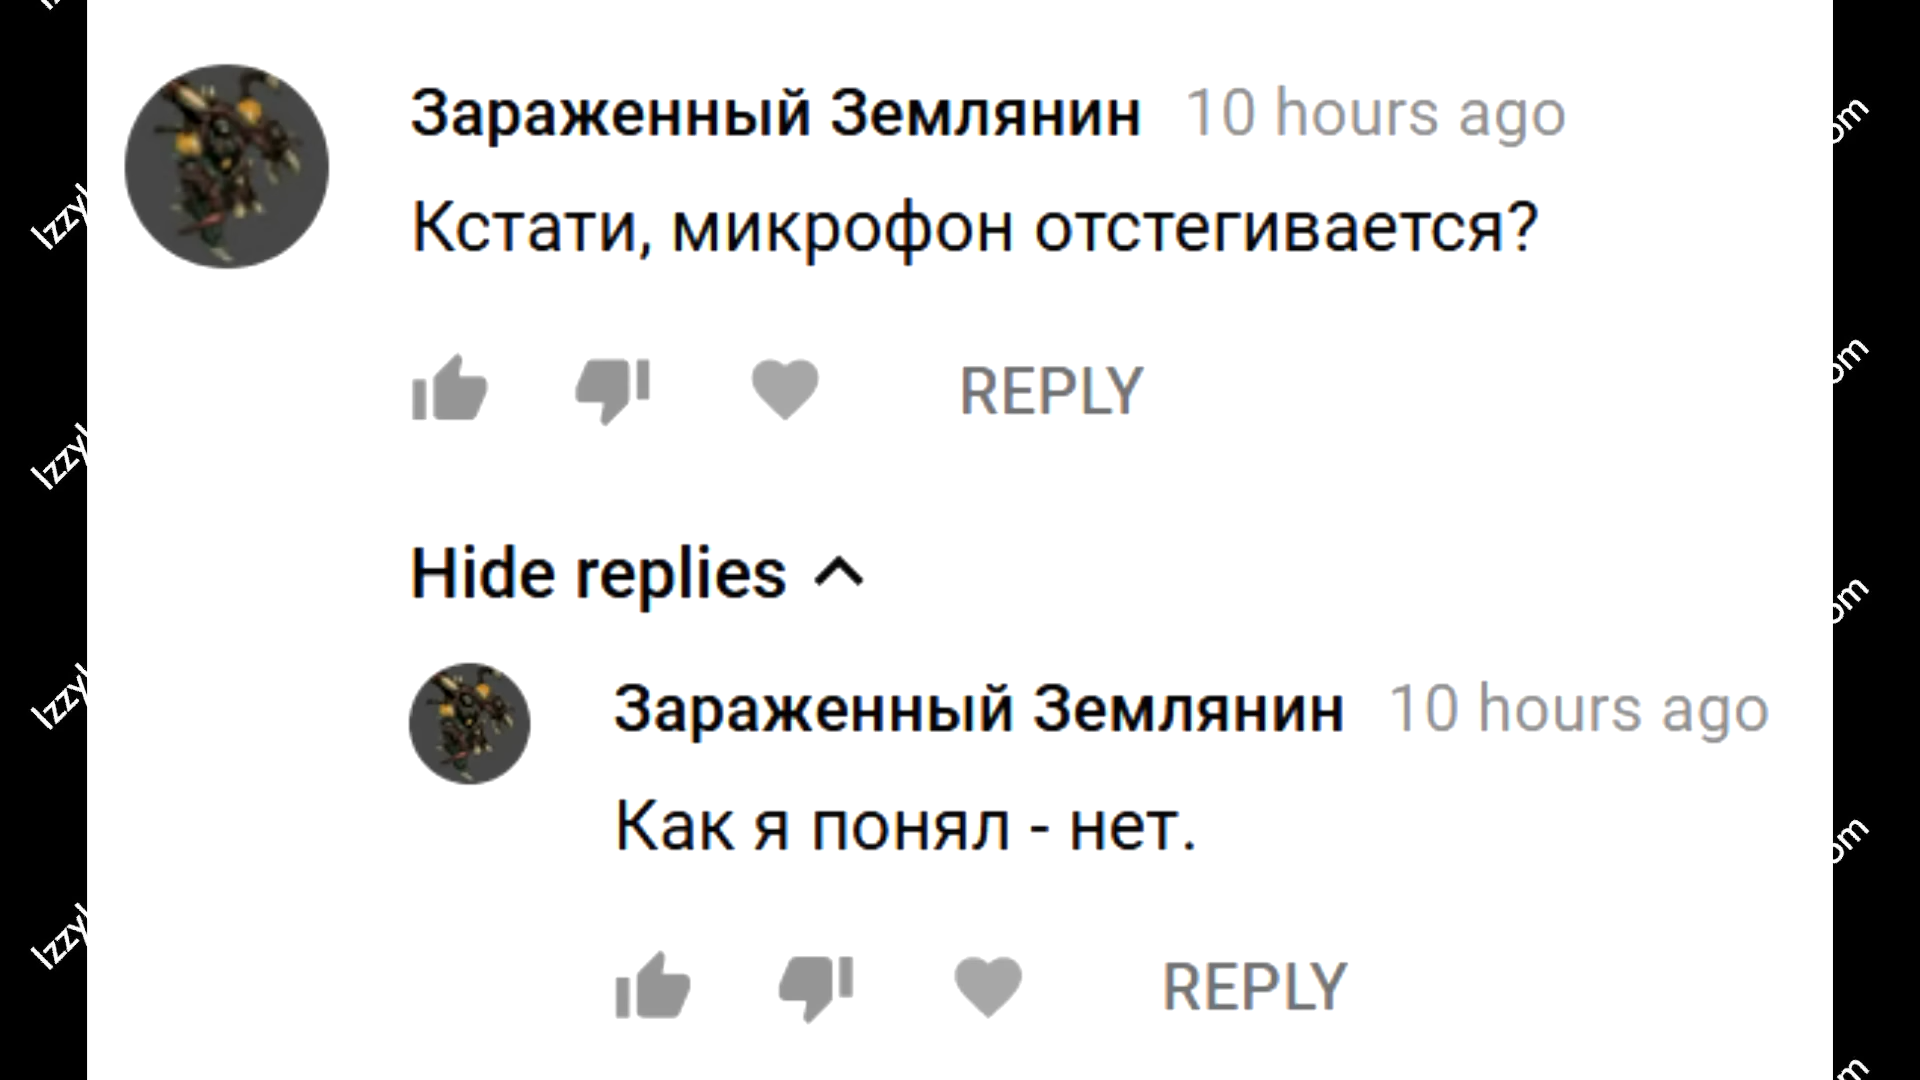 Зараженный Землянин 10 hours ago
Кстати, микрофон отстегивается?
REPLY
Hide replies
Зараженный Землянин 10 hours ago
Как я понял - нет.
REPLY